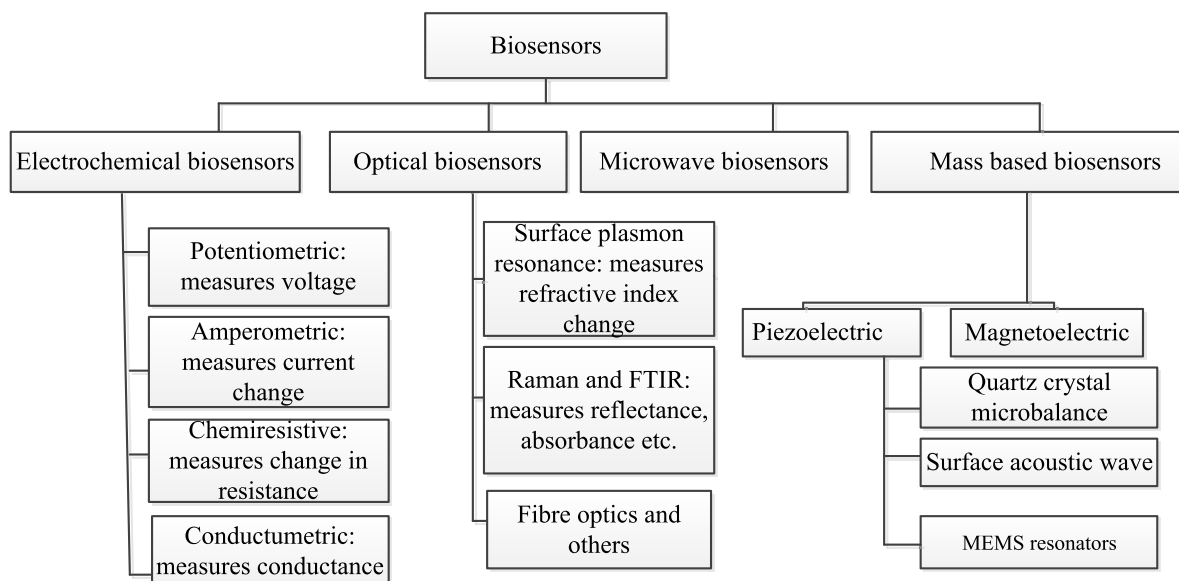 Biosensors
Electrochemical biosensors
Optical biosensors
Microwave biosensors
Mass based biosensors
Potentiometric:
measures voltage
Amperometric:
measures current
change
Chemiresistive:
measures change in
resistance
Conductumetric:
measures conductance
Surface plasmon
resonance: measures
refractive index
change
Raman and FTIR:
measures reflectance,
absorbance etc.
Fibre optics and
others
Piezoelectric
Magnetoelectric
Quartz crystal
microbalance
Surface acoustic wave
MEMS resonators